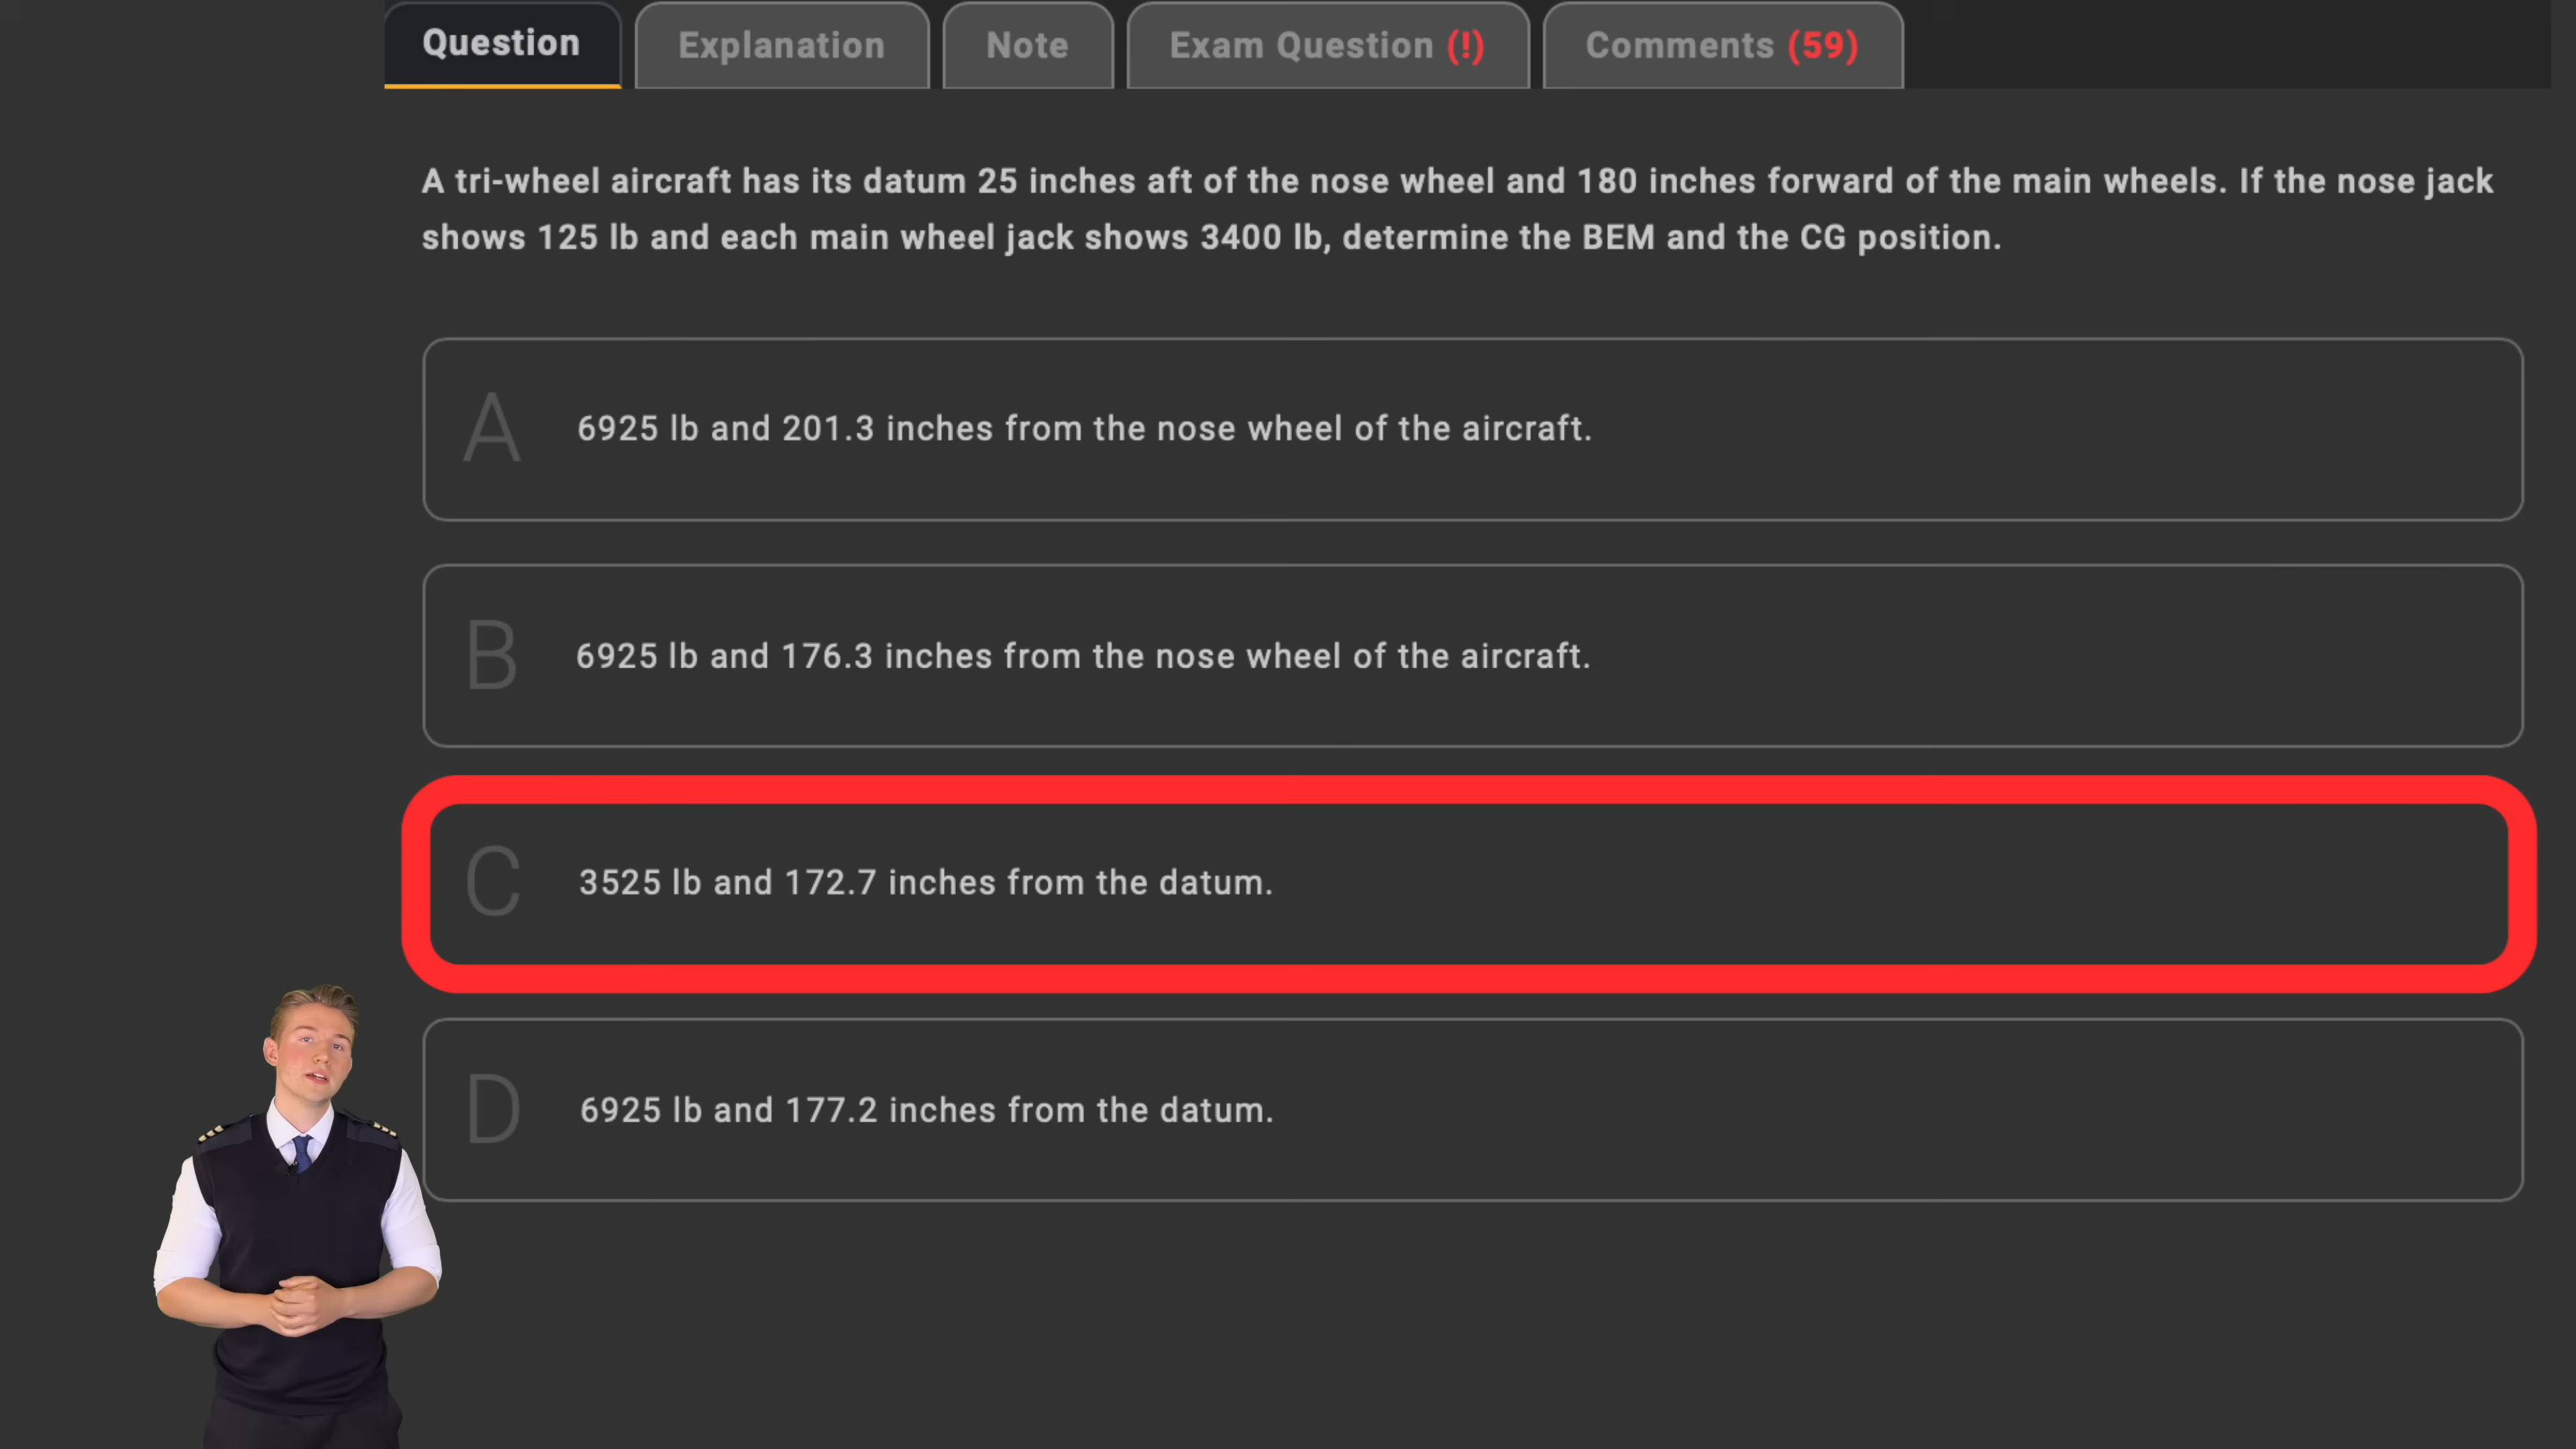 Question
Explanation
Note
Exam Question (!)
Comments (59)
A tri-wheel aircraft has its datum 25 inches aft of the nose wheel and 180 inches forward of the main wheels. If the nose jack
shows 125 lb and each main wheel jack shows 3400 lb, determine the BEM and the CG position.
A
6925 lb and 201.3 inches from the nose wheel of the aircraft.
B
6925 lb and 176.3 inches from the nose wheel of the aircraft.
C
3525 lb and 172.7 inches from the datum.
D
6925 lb and 177.2 inches from the datum.